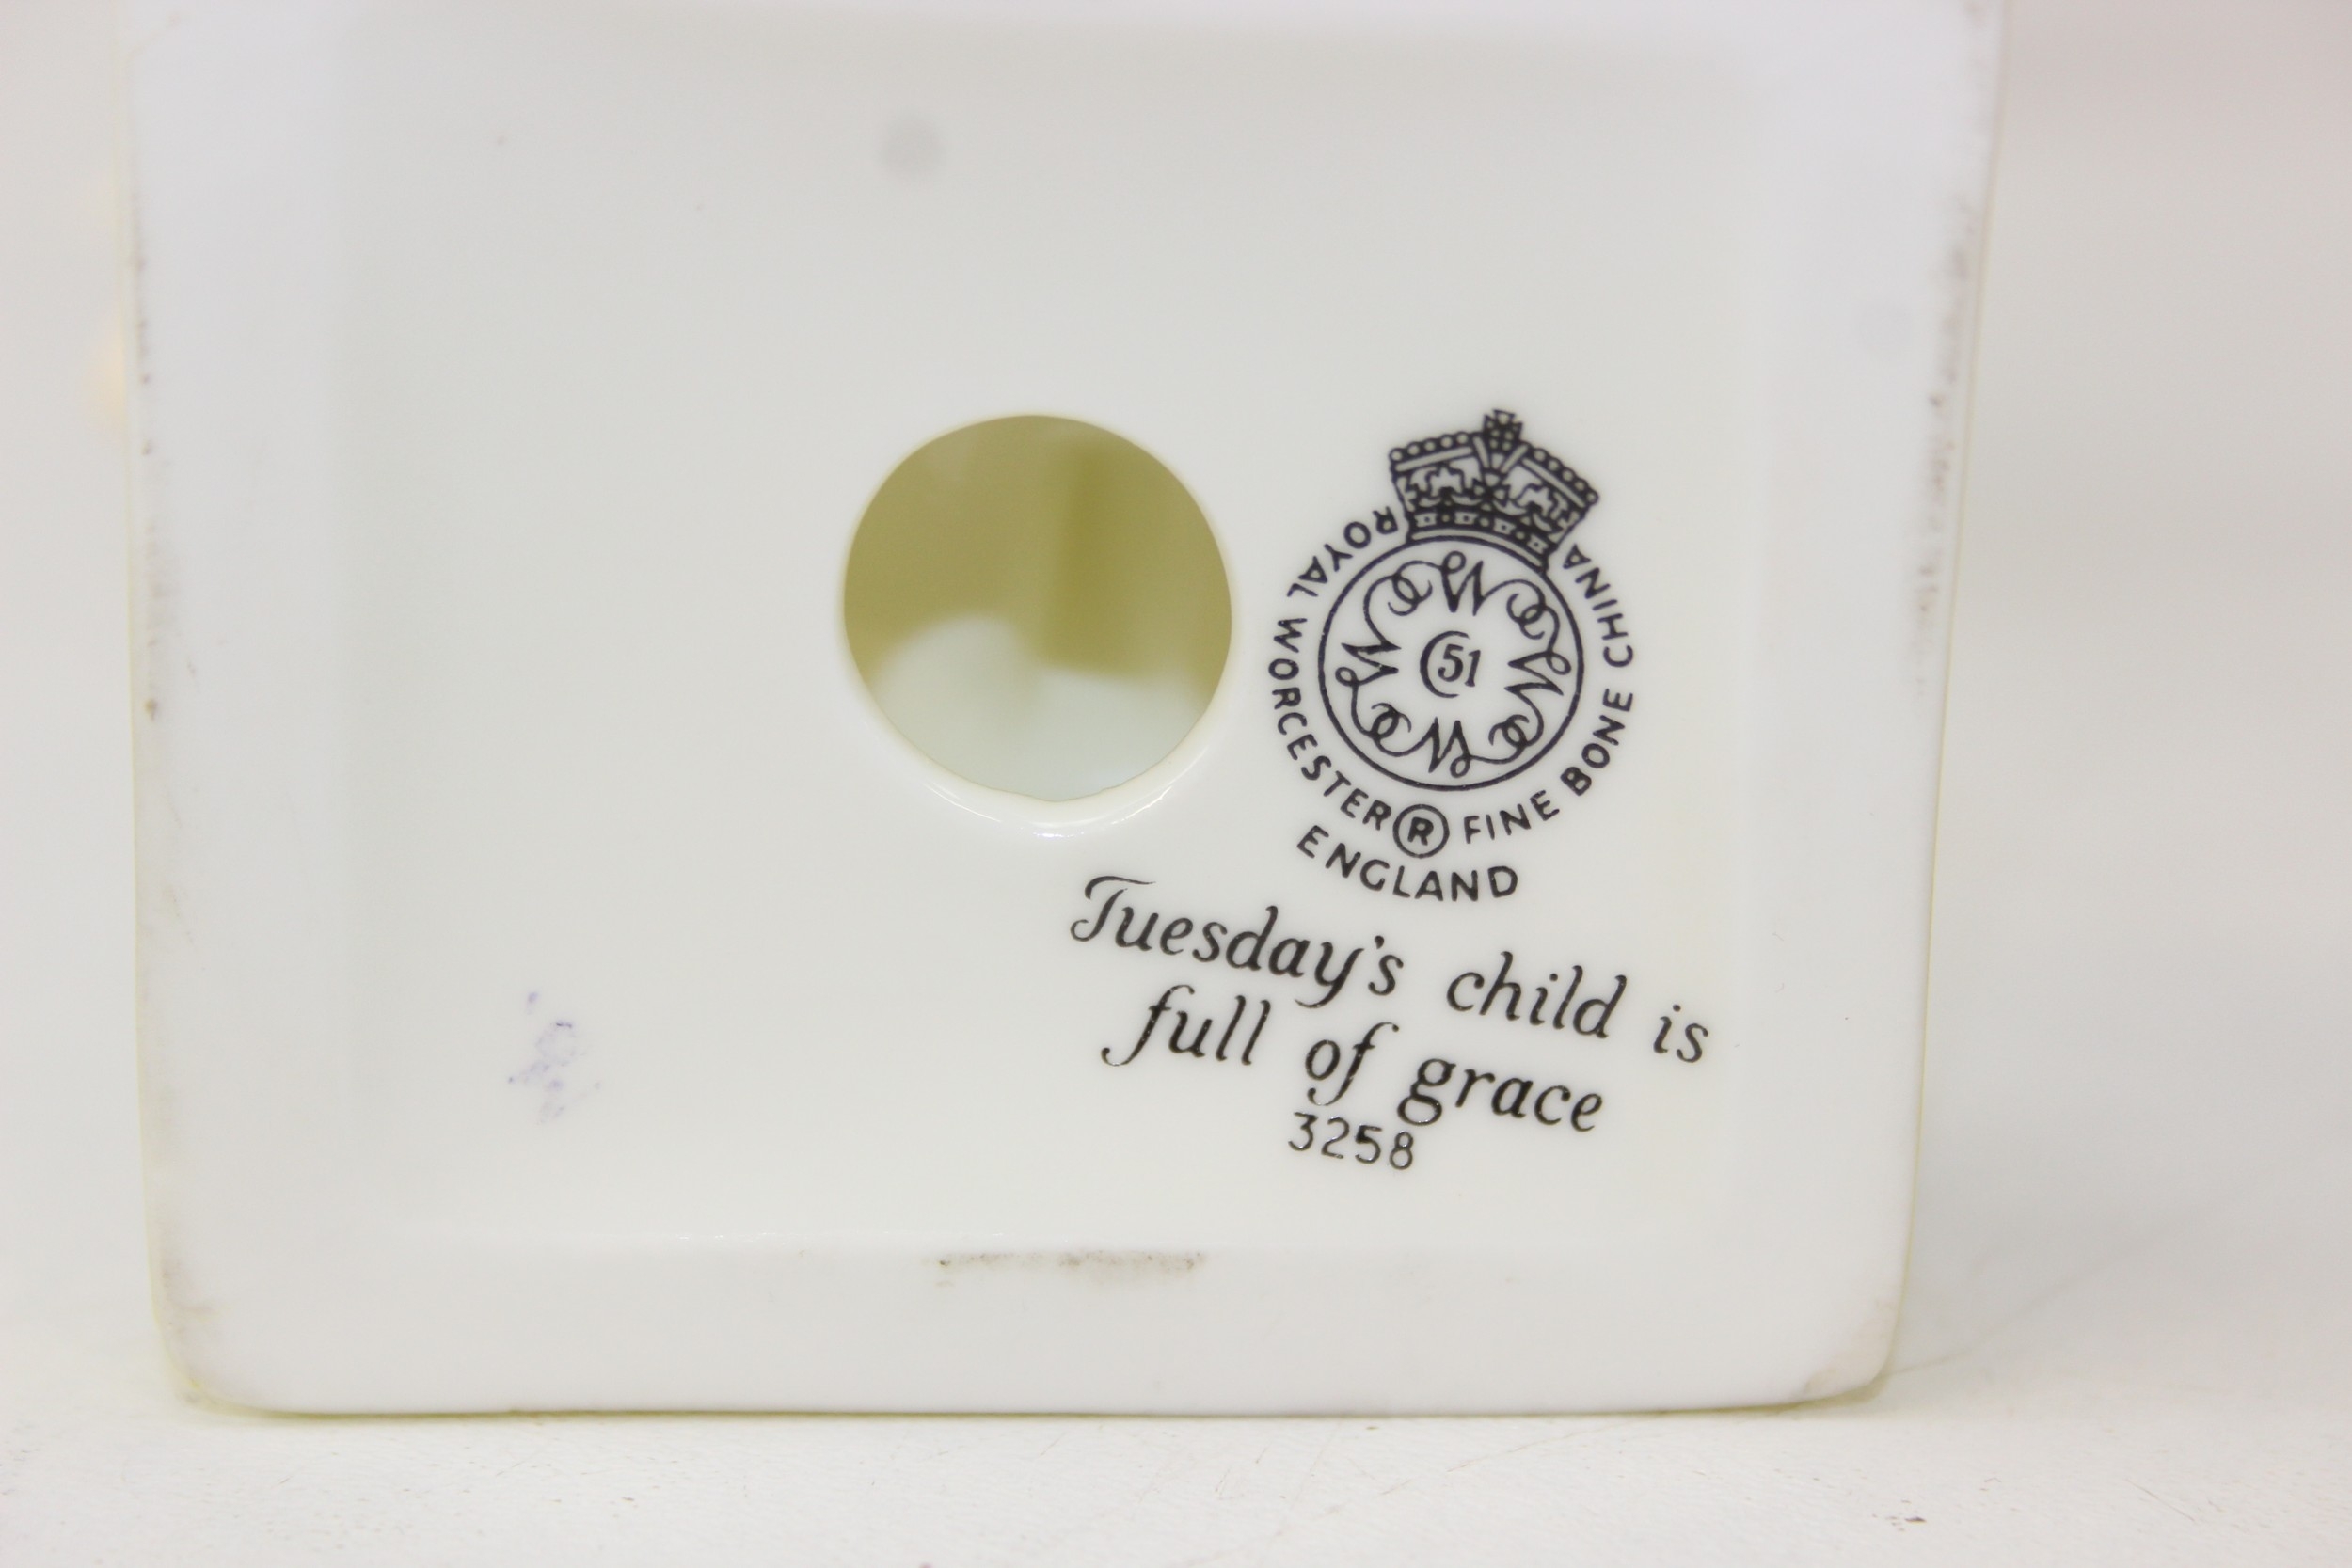 ROYAL WORCESTER ® FINE BONE CHINA
51
ENGLAND
Tuesday's child is
full of grace
3258